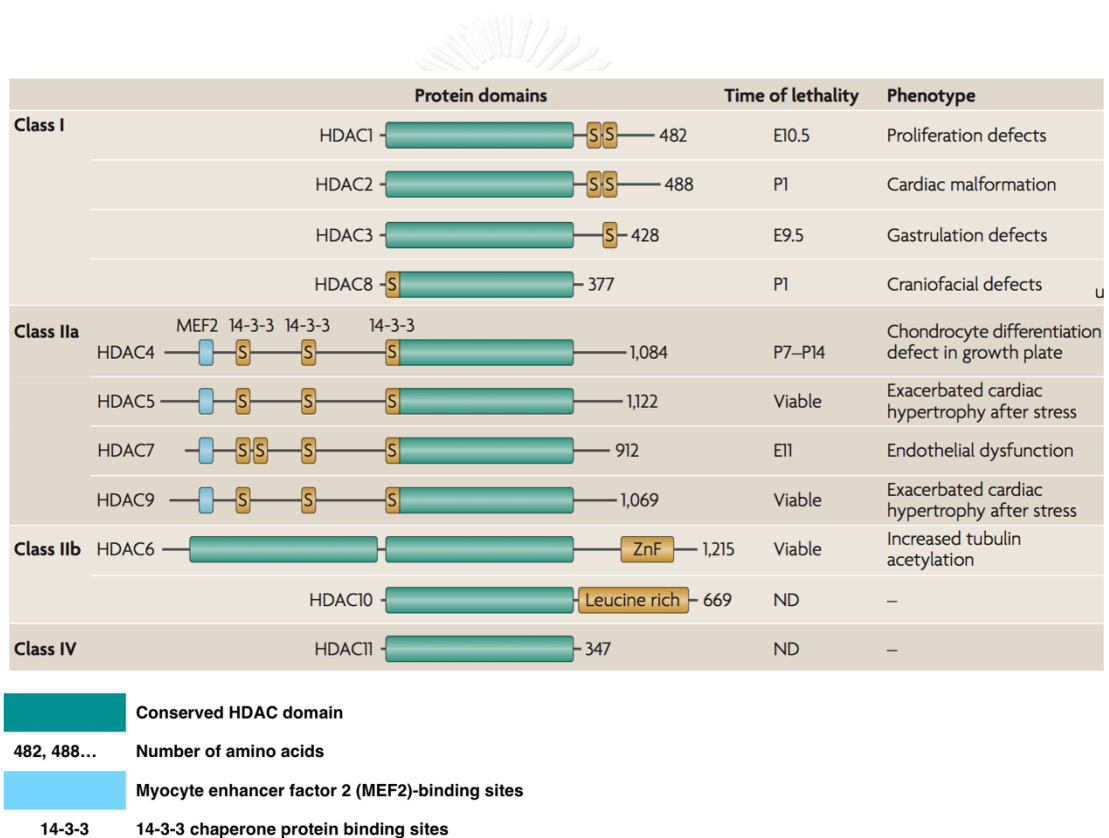 Protein domains Time of lethality Phenotype
Class I
HDAC1 S S 482 E10.5 Proliferation defects
HDAC2 S S 488 P1 Cardiac malformation
HDAC3 S 428 E9.5 Gastrulation defects
HDAC8 S 377 P1 Craniofacial defects
u
Class IIa
MEF2 14-3-3 14-3-3 14-3-3
HDAC4 S S S 1,084 P7–P14 Chondrocyte differentiation
defect in growth plate
HDAC5 S S S 1,122 Viable Exacerbated cardiac
hypertrophy after stress
HDAC7 S S S S 912 E11 Endothelial dysfunction
HDAC9 S S S 1,069 Viable Exacerbated cardiac
hypertrophy after stress
Class IIb HDAC6 ZnF 1,215 Viable Increased tubulin
acetylation
HDAC10 Leucine rich 669 ND –
Class IV HDAC11 347 ND –
Conserved HDAC domain
482, 488... Number of amino acids
Myocyte enhancer factor 2 (MEF2)-binding sites
14-3-3 14-3-3 chaperone protein binding sites